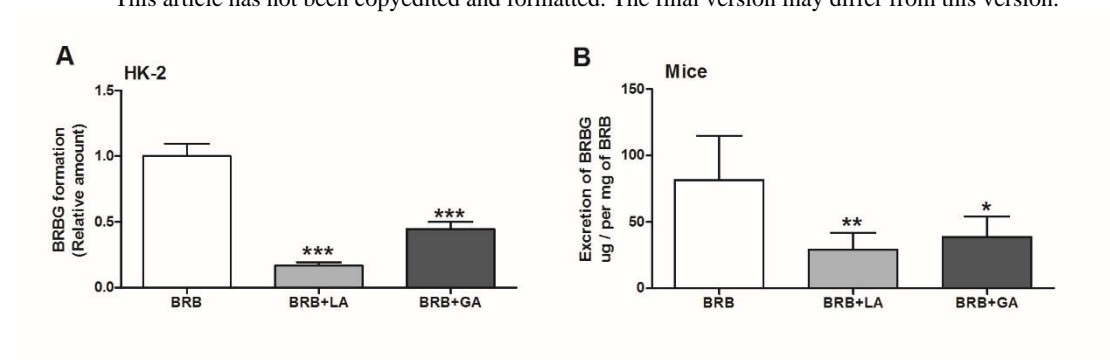 This article has not been copyedited and formatted. The final version may differ from this version.
A
HK-2
BRBG formation
(Relative amount)
1.5
1.0
0.5
0.0
***
***
BRB
BRB+LA
BRB+GA
B
Mice
Excretion of BRBG
ug / per mg of BRB
150
100
50
0
**
*
BRB
BRB+LA
BRB+GA